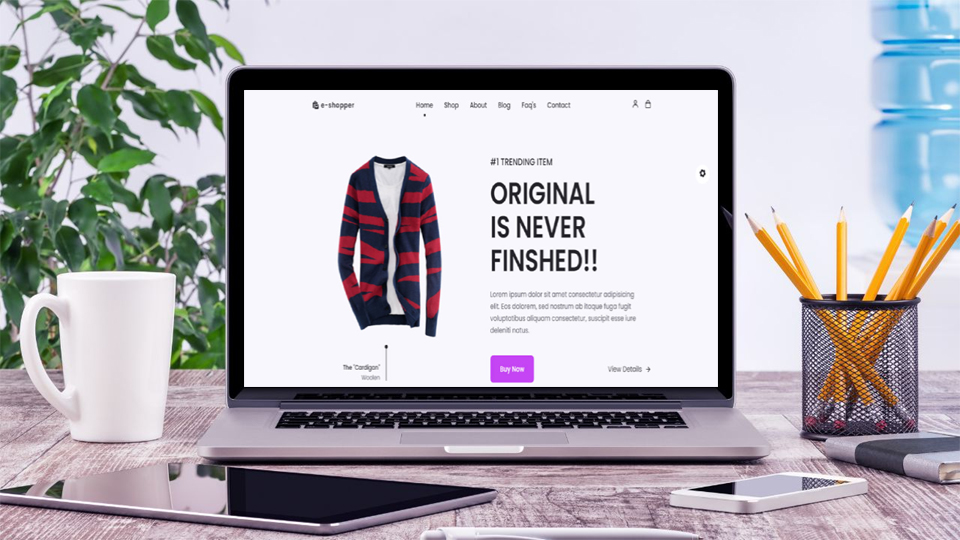 e-shopper
Home Shop About Blog Faq's Contact
#1 TRENDING ITEM
ORIGINAL
IS NEVER
FINSHED!!
Lorem ipsum dolor sit amet consectetur adipisicing
elit. Eos dolorem, sed nostrum ab itaque fuga fugit
voluptatibus aliquam consectetur, suscipit esse iure
deleniti natus.
The "Cardigan"
Woolen
Buy Now
View Details →